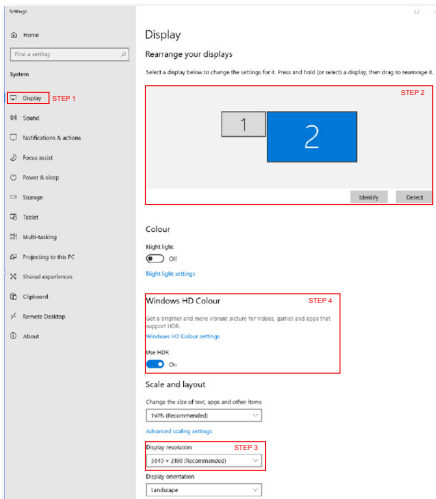 Settings
Home
Find a setting
System
Display
STEP 1
Sound
Notifications & actions
Focus assist
Power & sleep
Storage
Tablet
Multi-tasking
Projecting to this PC
Shared experiences
Clipboard
Remote Desktop
About
Display
Rearrange your displays
Select a display below to change the settings for it. Press and hold (or select) a display, then drag to rearrange it.
STEP 2
1
2
Identify
Detect
Colour
Night light
Off
Night light settings
Windows HD Colour
STEP 4
Get a brighter and more vibrant picture for videos, games and apps that
support HDR.
Windows HD Colour settings
Use HDR
On
Scale and layout
Change the size of text, apps and other items
150% (Recommended)
Advanced scaling settings
Display resolution
STEP 3
3840 × 2160 (Recommended)
Display orientation
Landscape